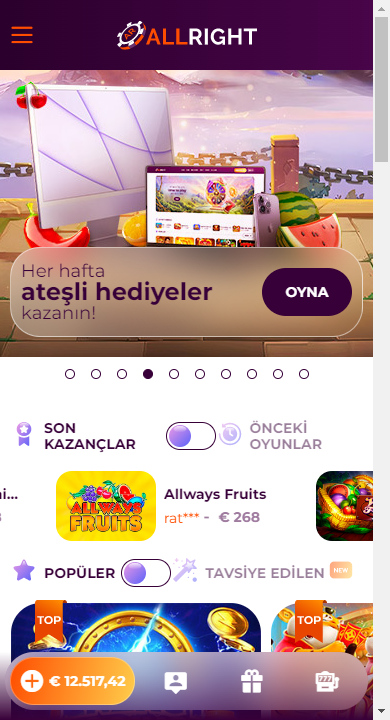 ALLRIGHT
Her hafta
ateşli hediyeler
kazanın!
OYNA
SON
KAZANÇLAR
ÖNCEKİ
OYUNLAR
Allways Fruits
rat*** - € 268
ALLWAYS
FRUITS
POPÜLER
TAVSİYE EDİLEN
NEW
TOP
TOP
€ 12.517,42
777